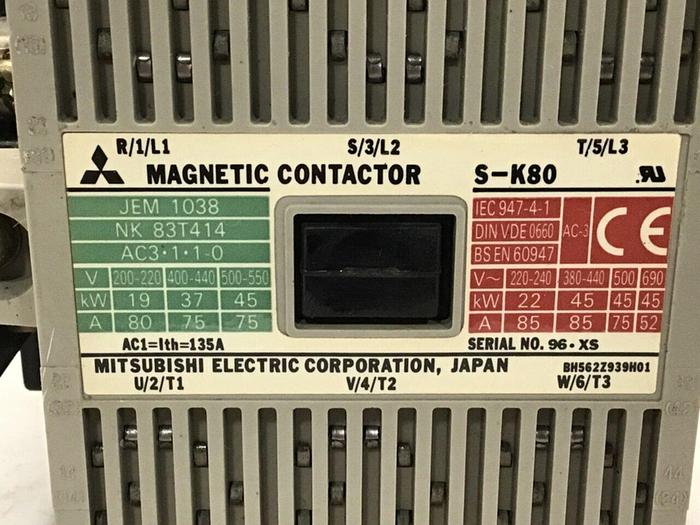 R/1/L1 S/3/L2 T/5/L3
MAGNETIC CONTACTOR S-K80
JEM 1038
NK 83T414
AC3·1·1-0
V 200-220 400-440 500-550
kW 19 37 45
A 80 75 75
IEC 947-4-1
DIN VDE 0660
BS EN 60947
AC-3
CE
V~ 220-240 380-440 500 690
kW 22 45 45 45
A 85 85 75 52
AC1=Ith=135A SERIAL NO. 96·XS
MITSUBISHI ELECTRIC CORPORATION, JAPAN BH562Z939H01
U/2/T1 V/4/T2 W/6/T3
14 44